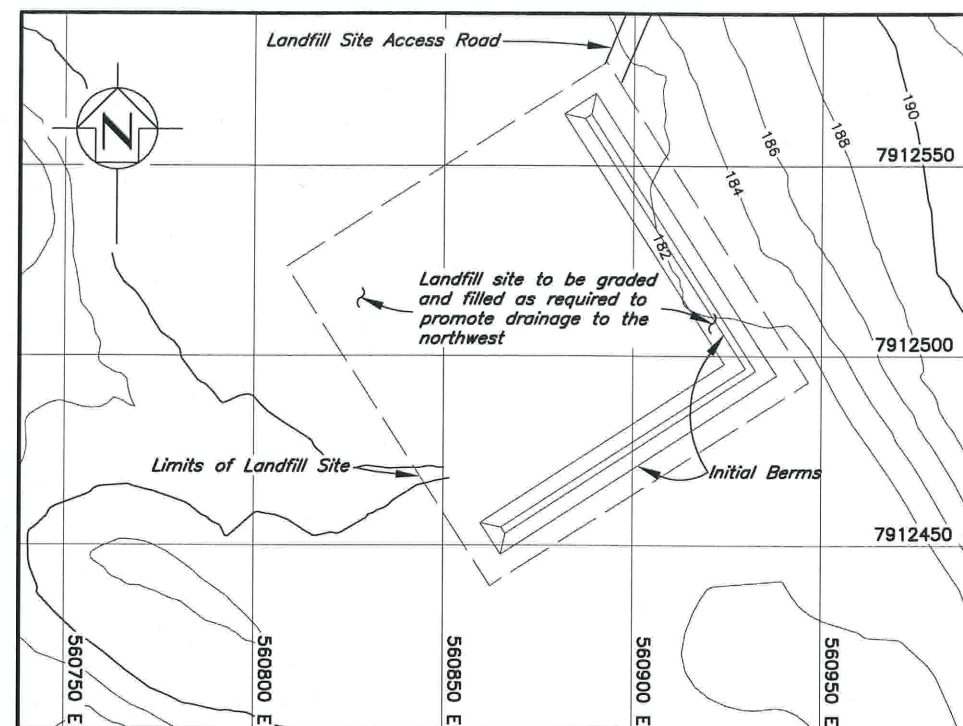 Landfill Site Access Road
N
190
188
186
184
7912550
182
Landfill site to be graded
and filled as required to
promote drainage to the
northwest
7912500
Limits of Landfill Site
Initial Berms
7912450
560750 E
560800 E
560850 E
560900 E
560950 E